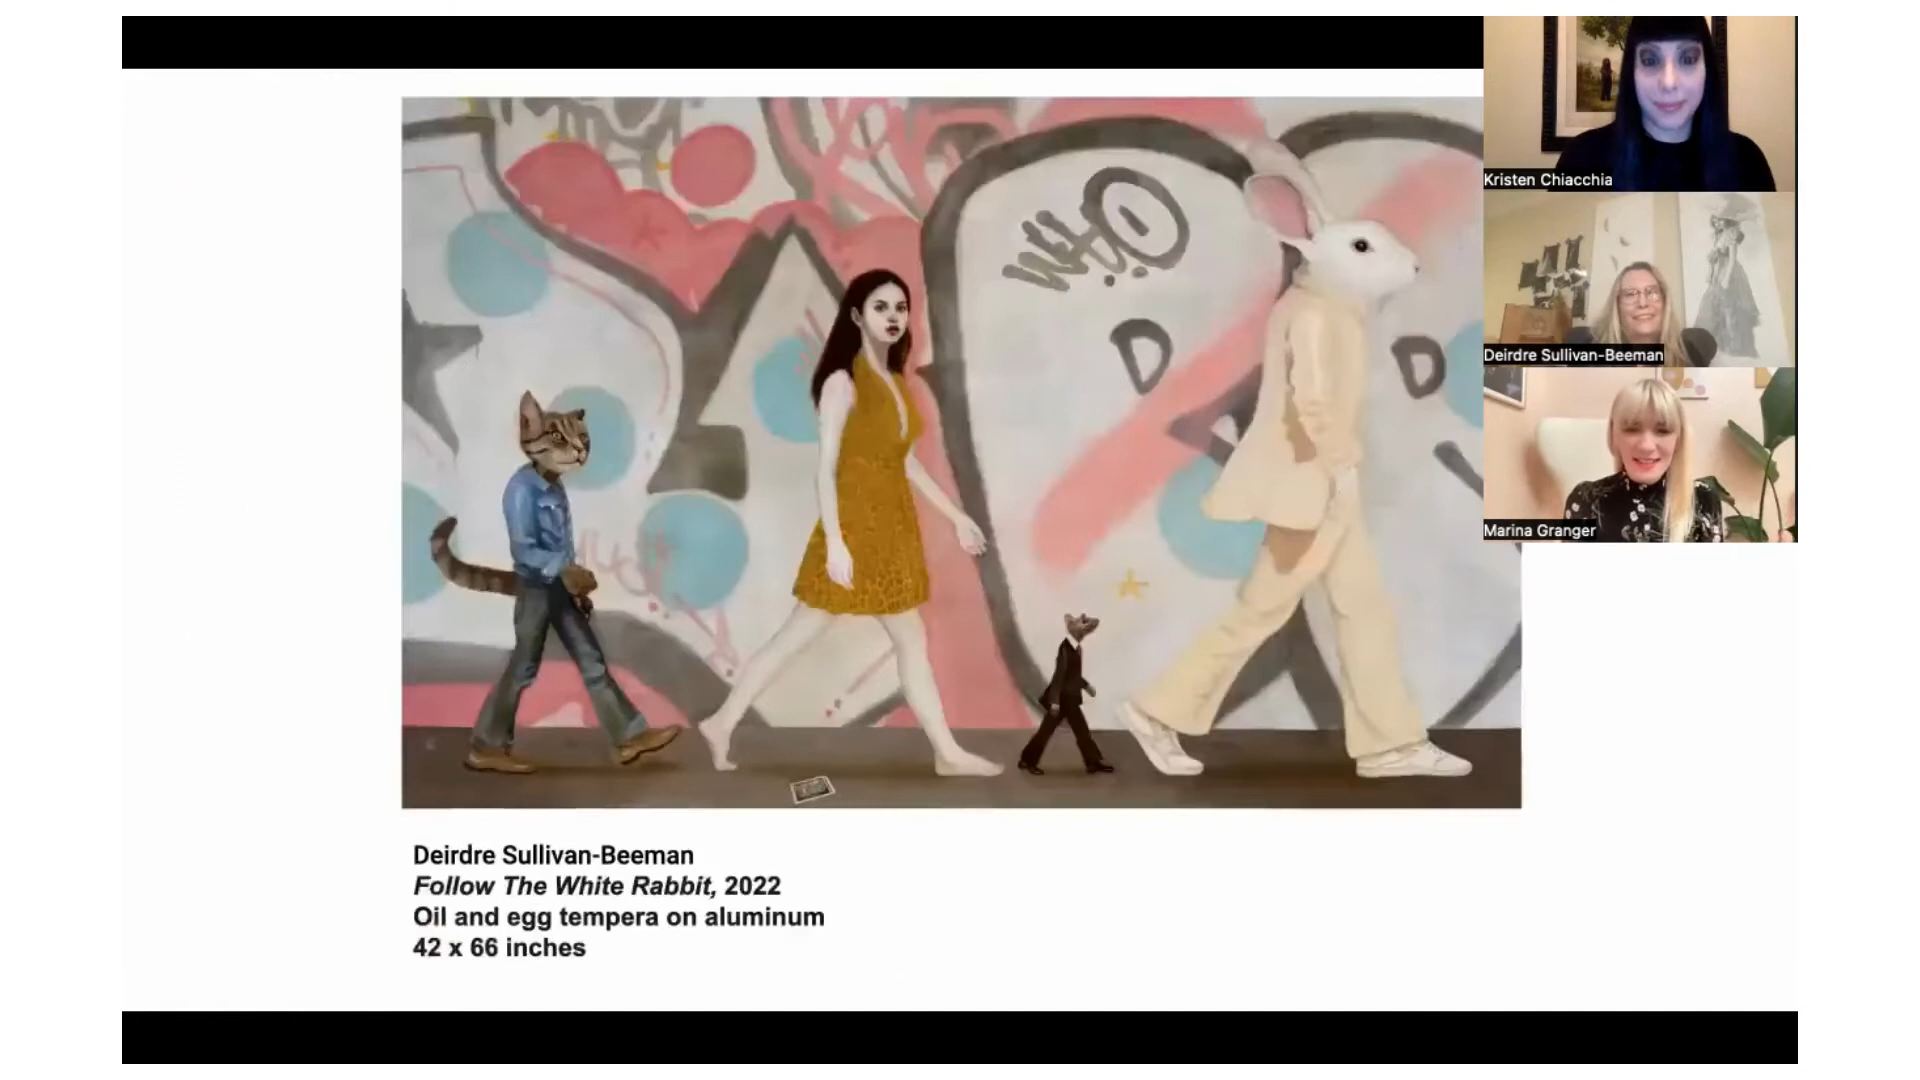 Kristen Chiacchia
Deirdre Sullivan-Beeman
Marina Granger
Deirdre Sullivan-Beeman
Follow The White Rabbit, 2022
Oil and egg tempera on aluminum
42 x 66 inches